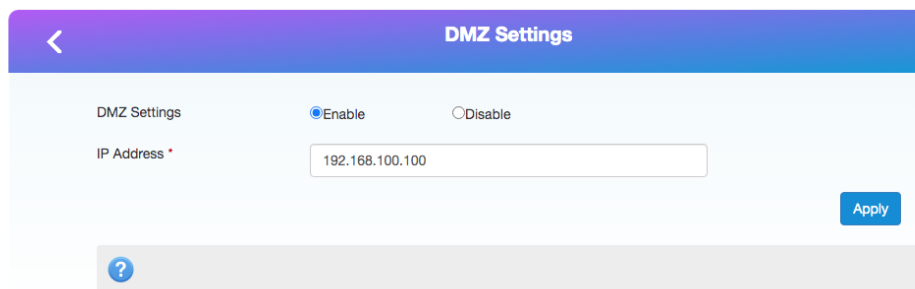 DMZ Settings
DMZ Settings Enable Disable
IP Address * 192.168.100.100
Apply
?